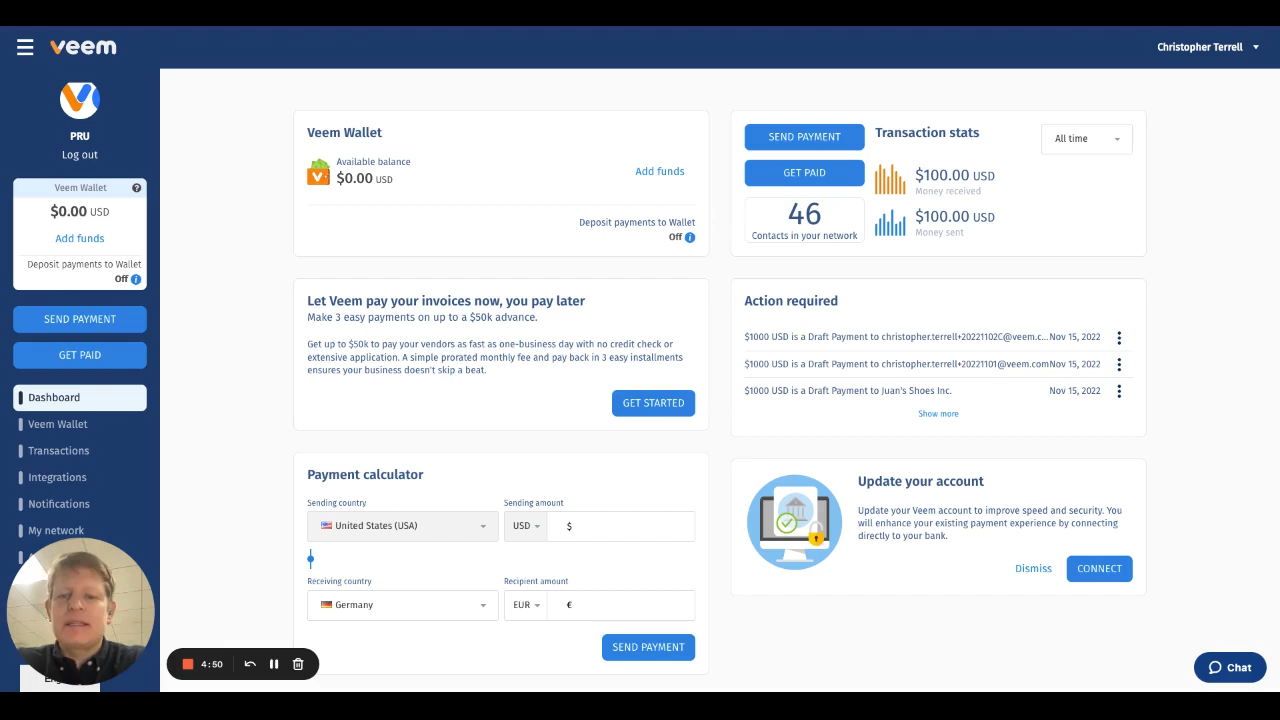 veem
Christopher Terrell
PRU
Log out
Veem Wallet
$0.00 USD
Add funds
Deposit payments to Wallet
Off
SEND PAYMENT
GET PAID
Dashboard
Veem Wallet
Transactions
Integrations
Notifications
My network
4:50
Veem Wallet
Available balance
$0.00 USD
Add funds
Deposit payments to Wallet
Off
SEND PAYMENT
GET PAID
46
Contacts in your network
Transaction stats
All time
$100.00 USD
Money received
$100.00 USD
Money sent
Let Veem pay your invoices now, you pay later
Make 3 easy payments on up to a $50k advance.
Get up to $50k to pay your vendors as fast as one-business day with no credit check or
extensive application. A simple prorated monthly fee and pay back in 3 easy installments
ensures your business doesn't skip a beat.
GET STARTED
Action required
$1000 USD is a Draft Payment to christopher.terrell+20221102C@veem.c... Nov 15, 2022
$1000 USD is a Draft Payment to christopher.terrell+20221101@veem.com Nov 15, 2022
$1000 USD is a Draft Payment to Juan's Shoes Inc. Nov 15, 2022
Show more
Payment calculator
Sending country
Sending amount
United States (USA)
USD $
Receiving country
Recipient amount
Germany
EUR €
SEND PAYMENT
Update your account
Update your Veem account to improve speed and security. You
will enhance your existing payment experience by connecting
directly to your bank.
Dismiss
CONNECT
Chat